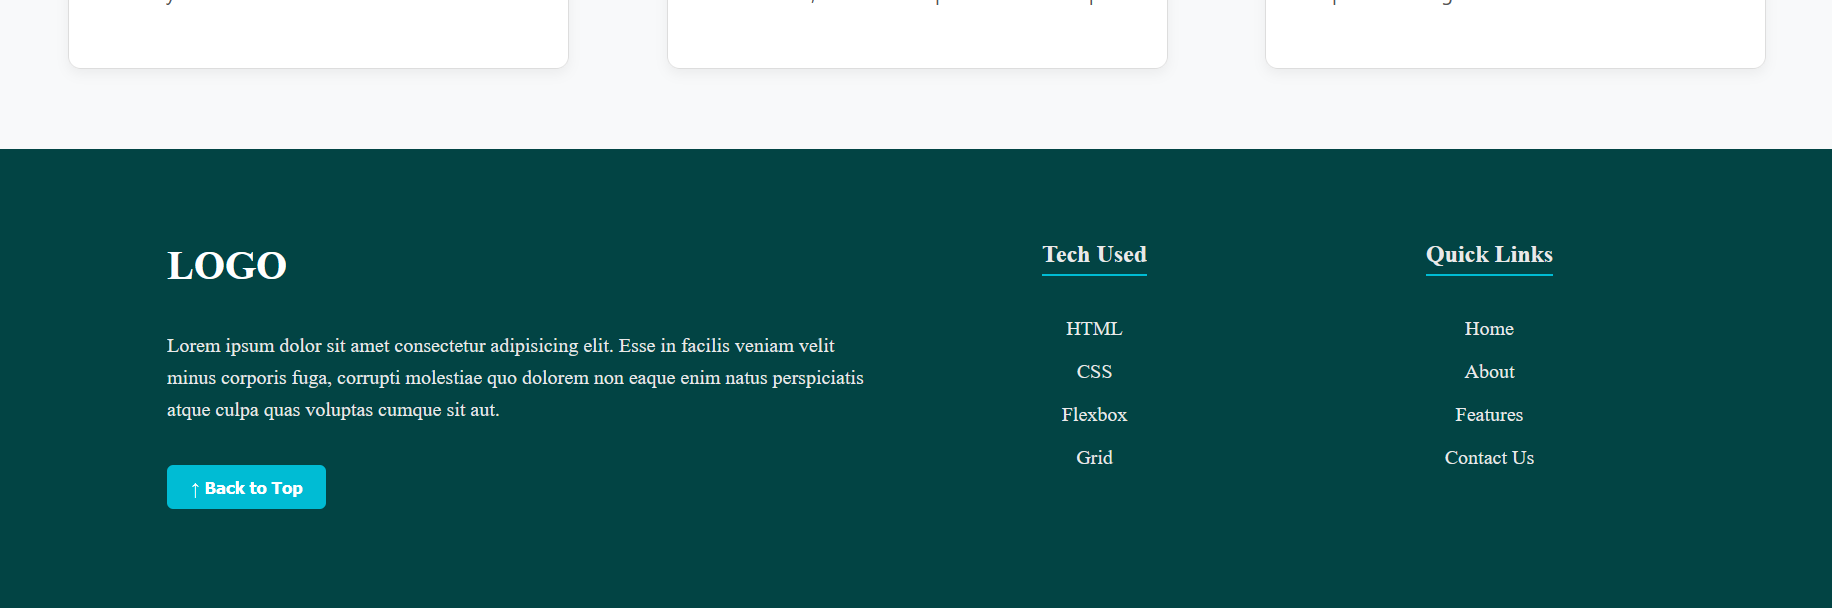 LOGO
Lorem ipsum dolor sit amet consectetur adipisicing elit. Esse in facilis veniam velit
minus corporis fuga, corrupti molestiae quo dolorem non eaque enim natus perspiciatis
atque culpa quas voluptas cumque sit aut.
↑ Back to Top
Tech Used
HTML
CSS
Flexbox
Grid
Quick Links
Home
About
Features
Contact Us